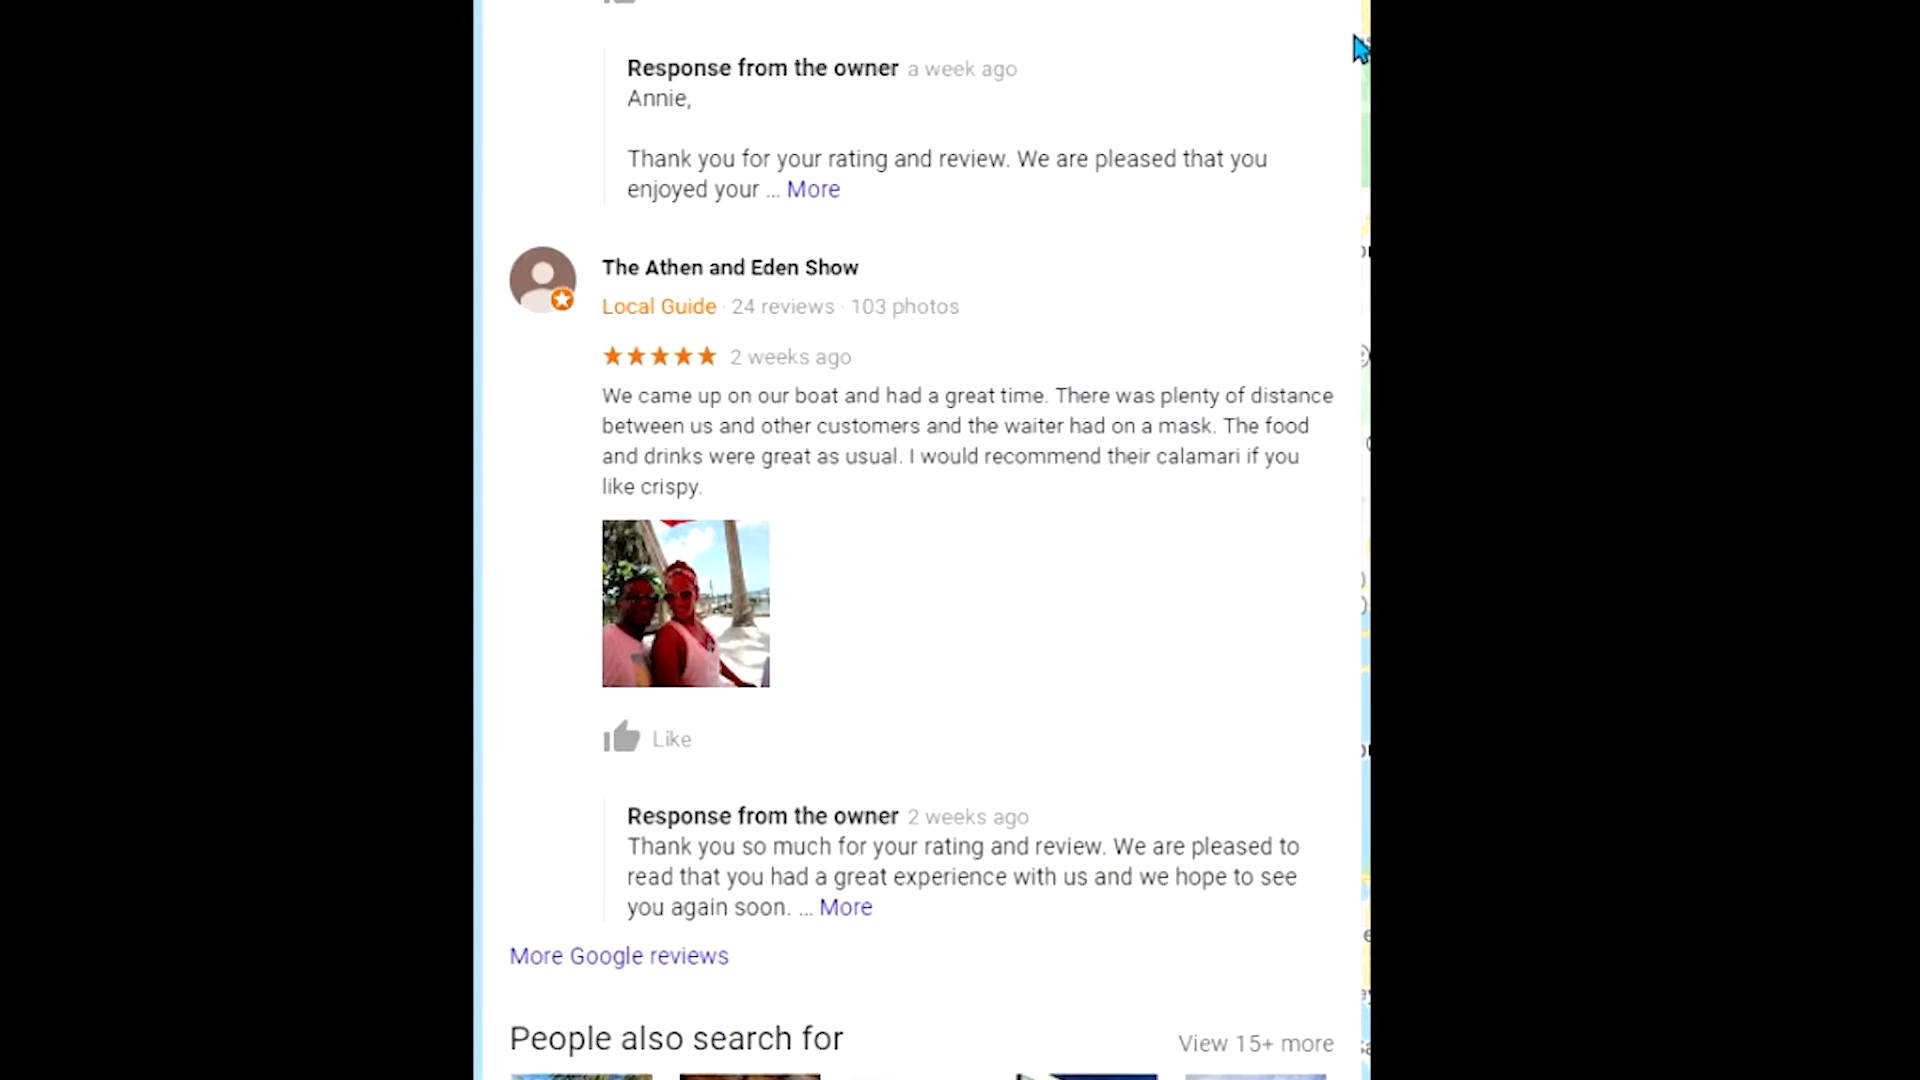 Response from the owner a week ago
Annie,
Thank you for your rating and review. We are pleased that you
enjoyed your ... More
The Athen and Eden Show
Local Guide · 24 reviews · 103 photos
2 weeks ago
We came up on our boat and had a great time. There was plenty of distance
between us and other customers and the waiter had on a mask. The food
and drinks were great as usual. I would recommend their calamari if you
like crispy.
Like
Response from the owner 2 weeks ago
Thank you so much for your rating and review. We are pleased to
read that you had a great experience with us and we hope to see
you again soon. ... More
More Google reviews
People also search for
View 15+ more